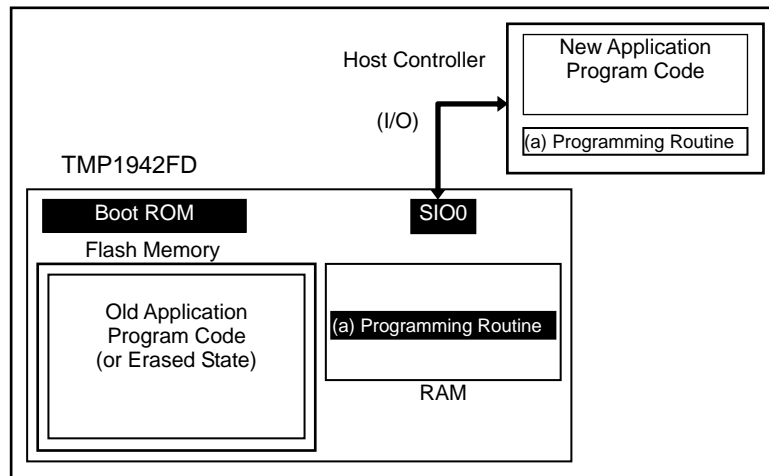 Host Controller
New Application
Program Code
(I/O)
(a) Programming Routine
TMP1942FD
Boot ROM
SIO0
Flash Memory
Old Application
Program Code
(or Erased State)
(a) Programming Routine
RAM